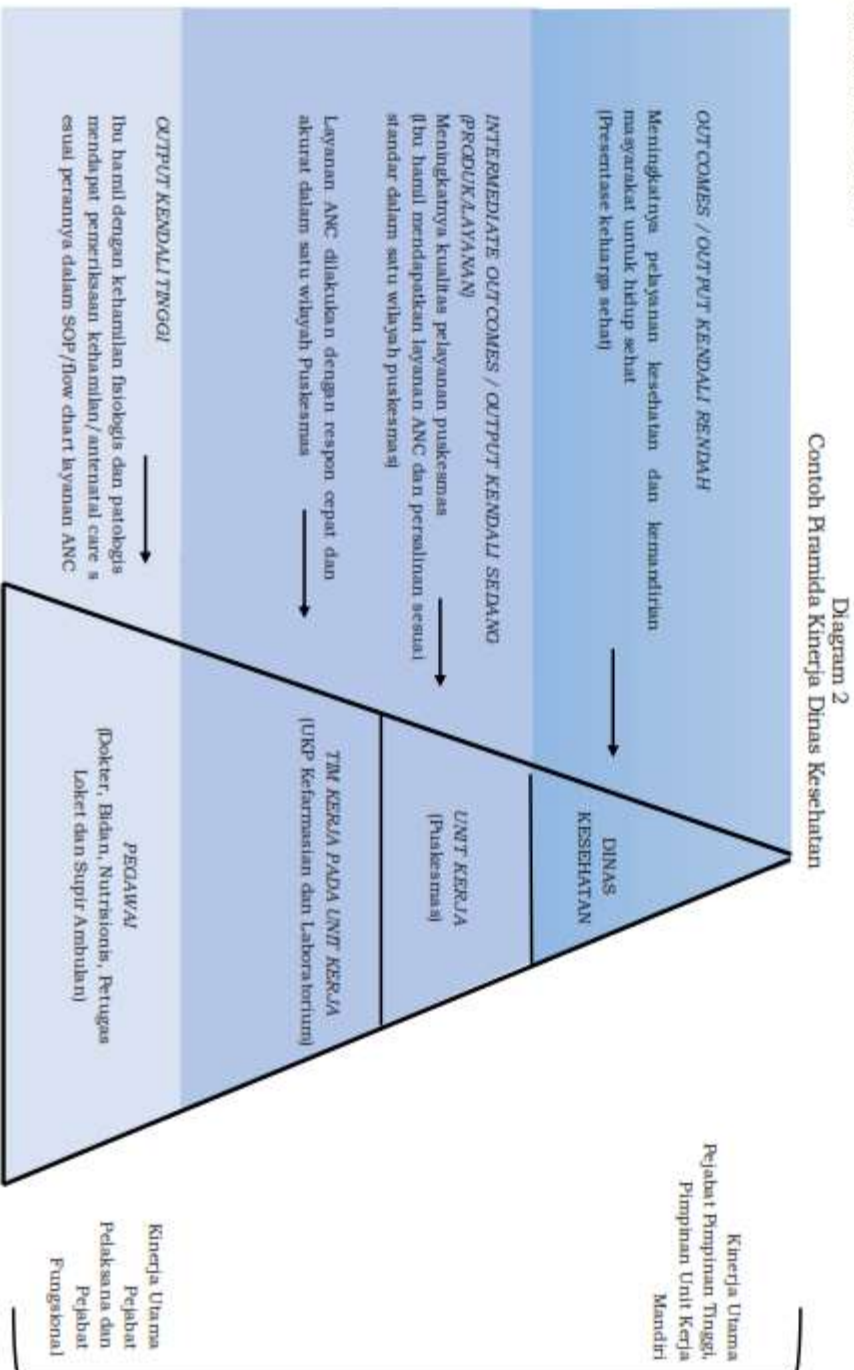 Diagram 2
Contoh Piramida Kinerja Dinas Kesehatan
OUTCOMES / OUTPUT KENDALI RENDAH
Meningkatnya pelayanan kesehatan dan kemandirian
masyarakat untuk hidup sehat
(Presentase keluarga sehat)
DINAS
KESEHATAN
Kinerja Utama
Pejabat Pimpinan Tinggi,
Pimpinan Unit Kerja
Mandiri
INTERMEDIATE OUTCOMES / OUTPUT KENDALI SEDANG
(PRODUK/LAYANAN)
Meningkatnya kualitas pelayanan puskesmas
(Ibu hamil mendapatkan layanan ANC dan persalinan sesuai
standar dalam satu wilayah puskesmas)
UNIT KERJA
(Puskesmas)
Layanan ANC dilakukan dengan respon cepat dan
akurat dalam satu wilayah Puskesmas
TIM KERJA PADA UNIT KERJA
(UKP Kefarmasian dan Laboratorium)
OUTPUT KENDALI TINGGI
Ibu hamil dengan kehamilan fisiologis dan patologis
mendapat pemeriksaan kehamilan/antenatal care s
esuai perannya dalam SOP/flow chart layanan ANC
PEGAWAI
(Dokter, Bidan, Nutrisionis, Petugas
Loket dan Supir Ambulan)
Kinerja Utama
Pejabat
Pelaksana dan
Pejabat
Fungsional